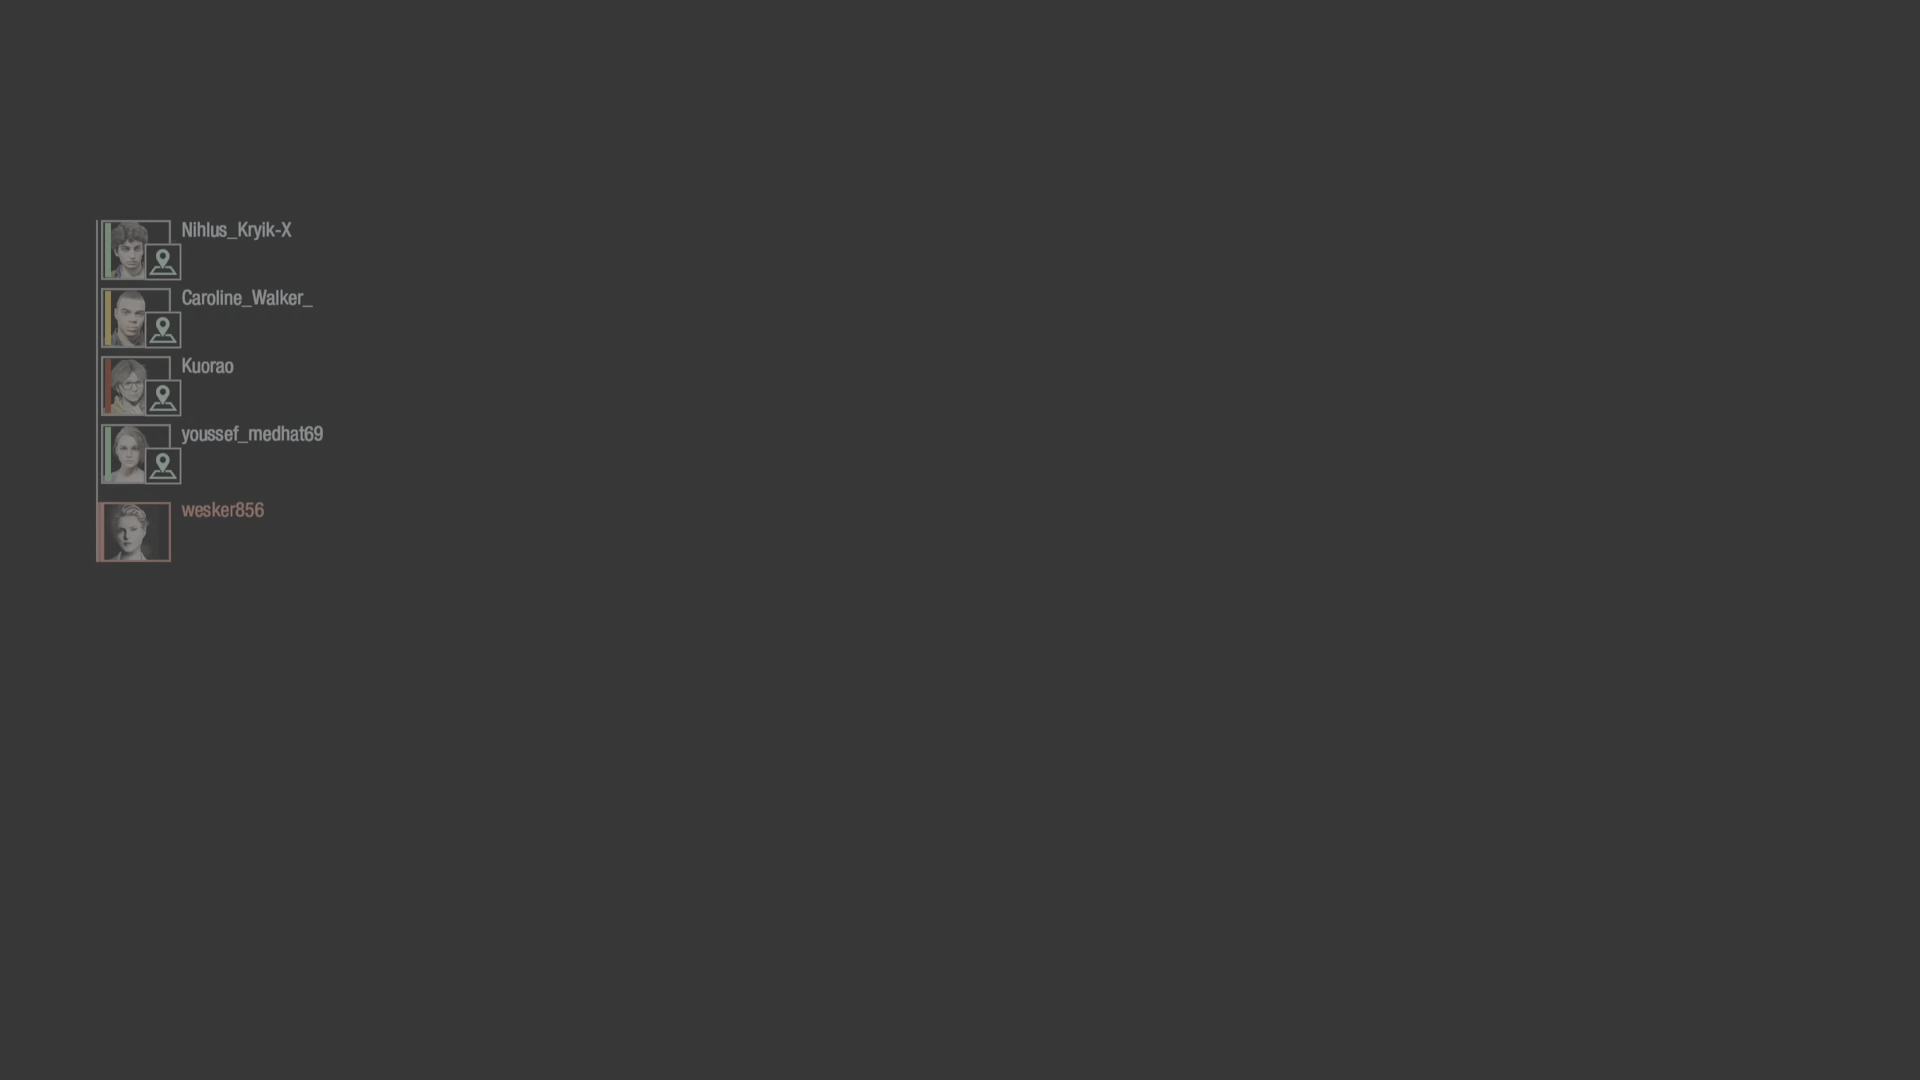 Nihlus_Kryik-X
Caroline_Walker_
Kuorao
youssef_medhat69
wesker856